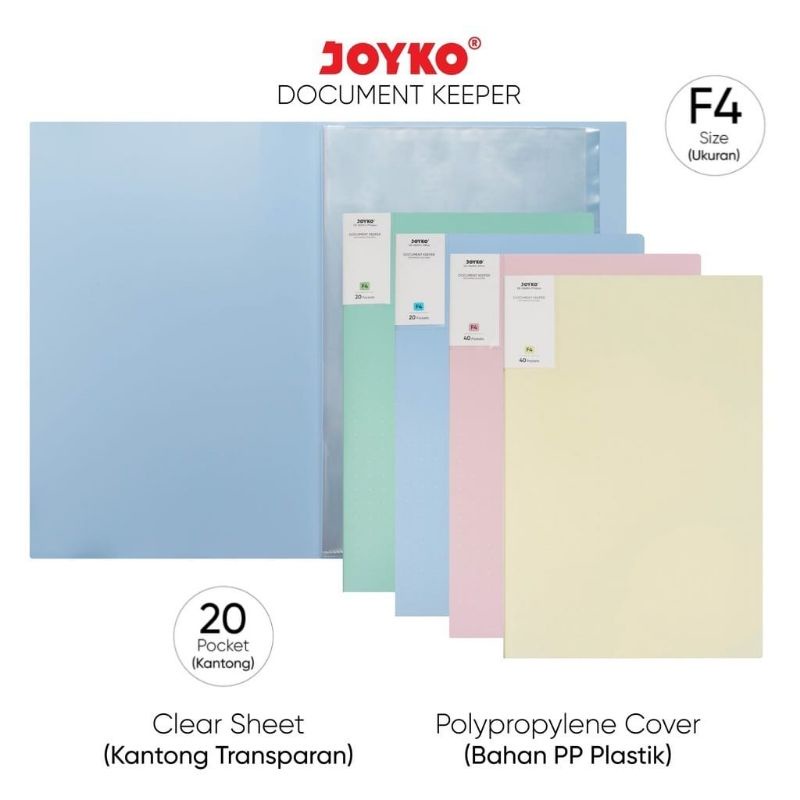 JOYKO®
DOCUMENT KEEPER
F4
Size
(Ukuran)
JOYKO
DOCUMENT KEEPER
F4
20 Pockets
JOYKO
DOCUMENT KEEPER
F4
20 Pockets
JOYKO
DOCUMENT KEEPER
F4
40 Pockets
JOYKO
DOCUMENT KEEPER
F4
40 Pockets
20
Pocket
(Kantong)
Clear Sheet
(Kantong Transparan)
Polypropylene Cover
(Bahan PP Plastik)